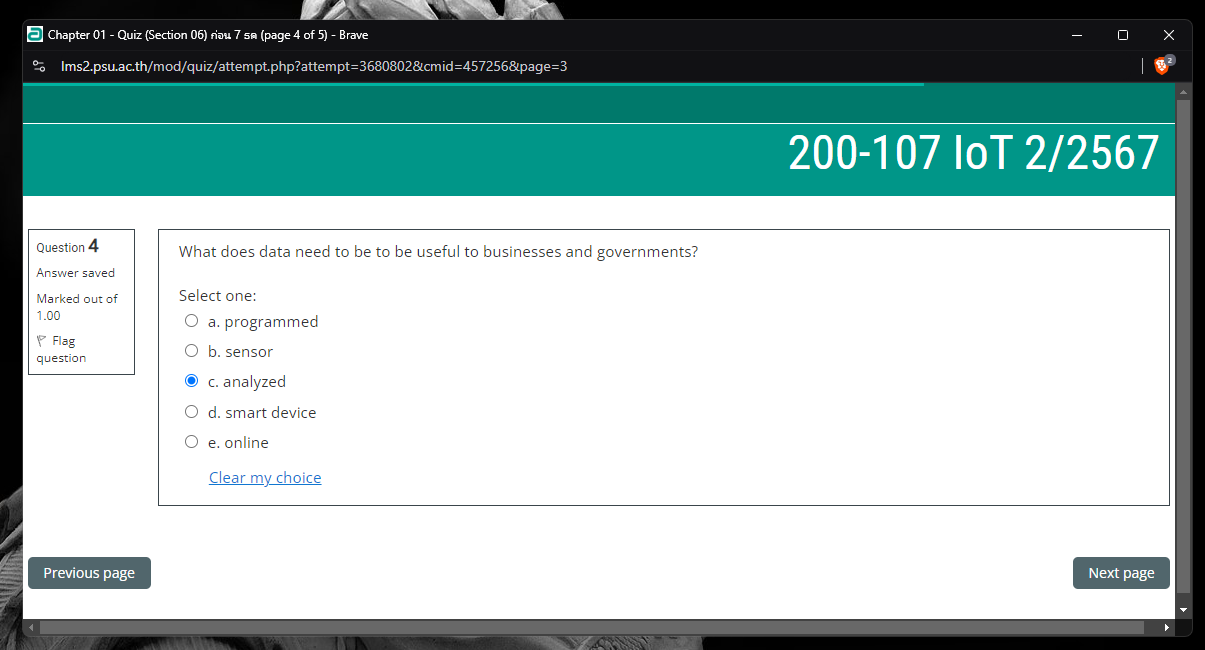 Chapter 01 - Quiz (Section 06) ก่อน 7 ธค (page 4 of 5) - Brave
lms2.psu.ac.th/mod/quiz/attempt.php?attempt=3680802&cmid=457256&page=3
2
200-107 IoT 2/2567
Question 4
Answer saved
Marked out of
1.00
Flag
question
What does data need to be to be useful to businesses and governments?
Select one:
a. programmed
b. sensor
c. analyzed
d. smart device
e. online
Clear my choice
Previous page
Next page